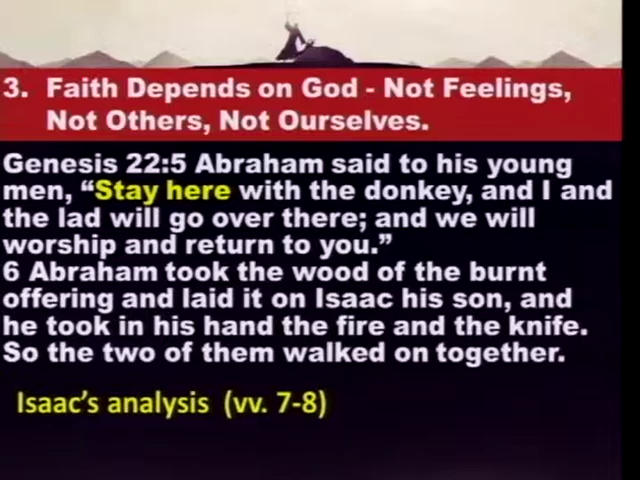 3. Faith Depends on God - Not Feelings,
Not Others, Not Ourselves.
Genesis 22:5 Abraham said to his young
men, “Stay here with the donkey, and I and
the lad will go over there; and we will
worship and return to you.”
6 Abraham took the wood of the burnt
offering and laid it on Isaac his son, and
he took in his hand the fire and the knife.
So the two of them walked on together.
Isaac’s analysis (vv. 7-8)